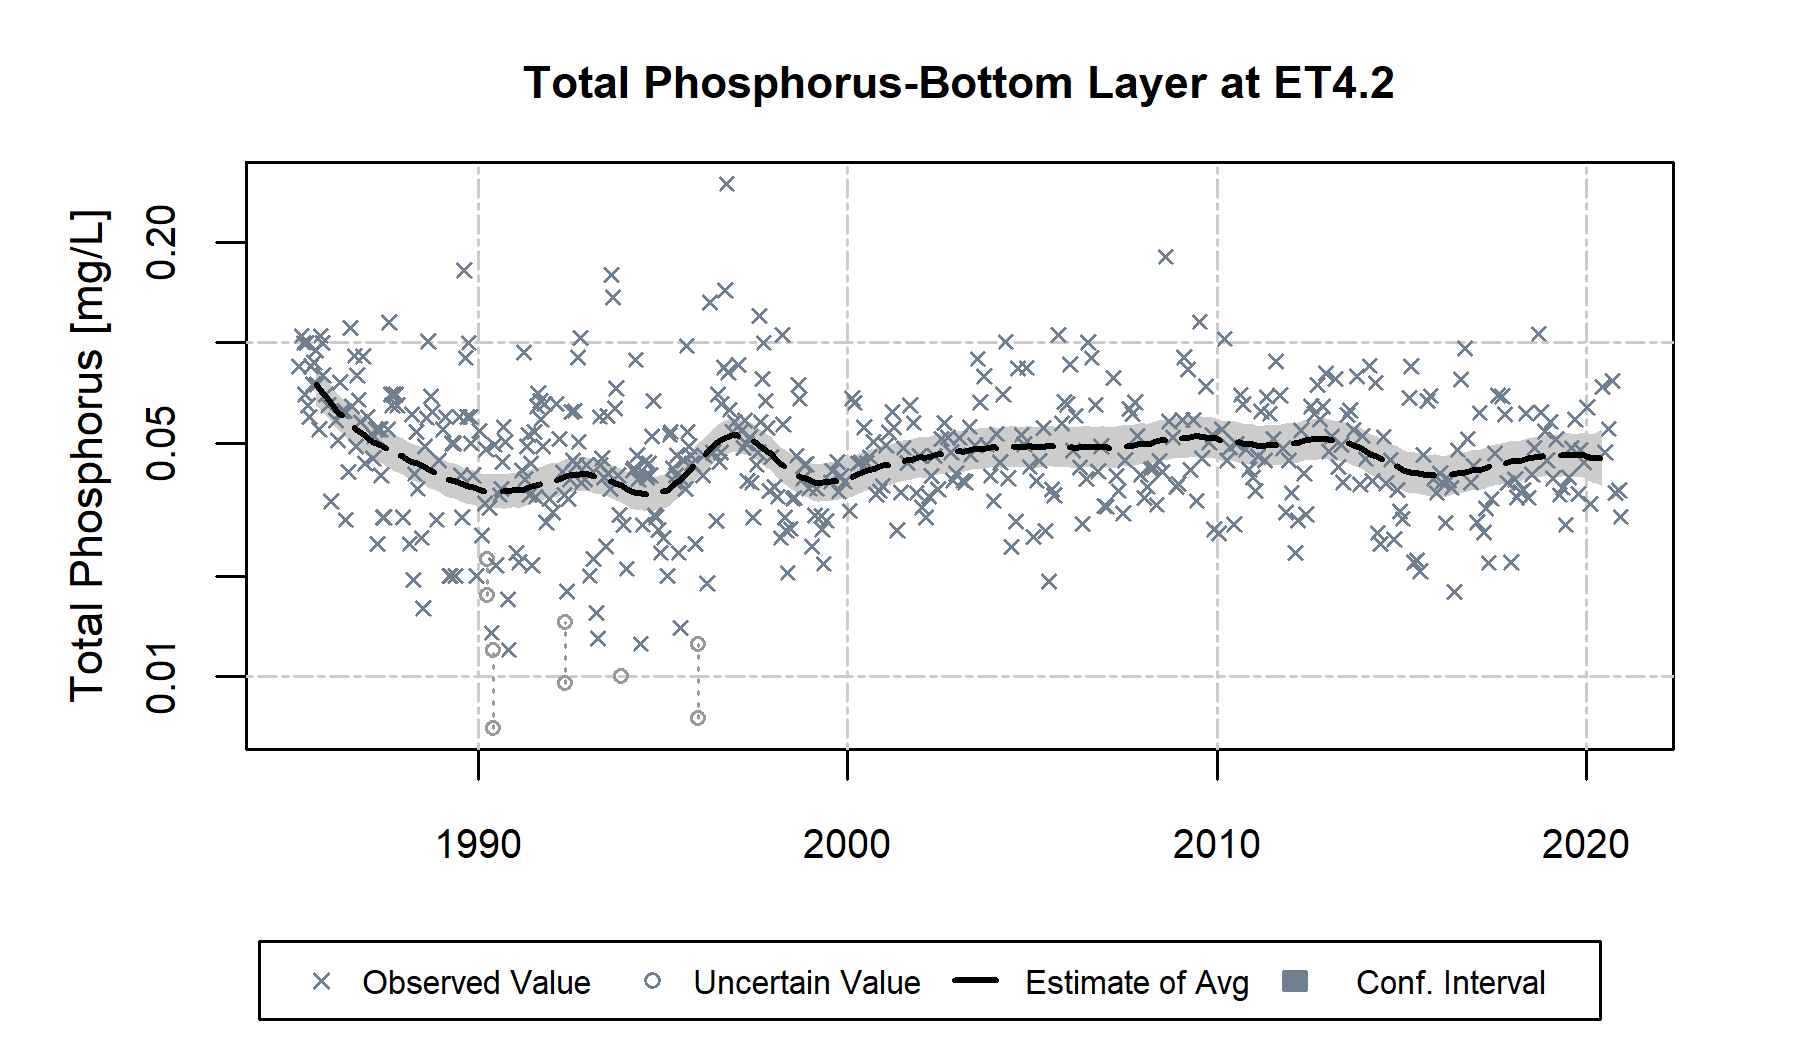 Total Phosphorus-Bottom Layer at ET4.2
Total Phosphorus [mg/L]
0.20
0.05
0.01
1990 2000 2010 2020
Observed Value Uncertain Value Estimate of Avg Conf. Interval